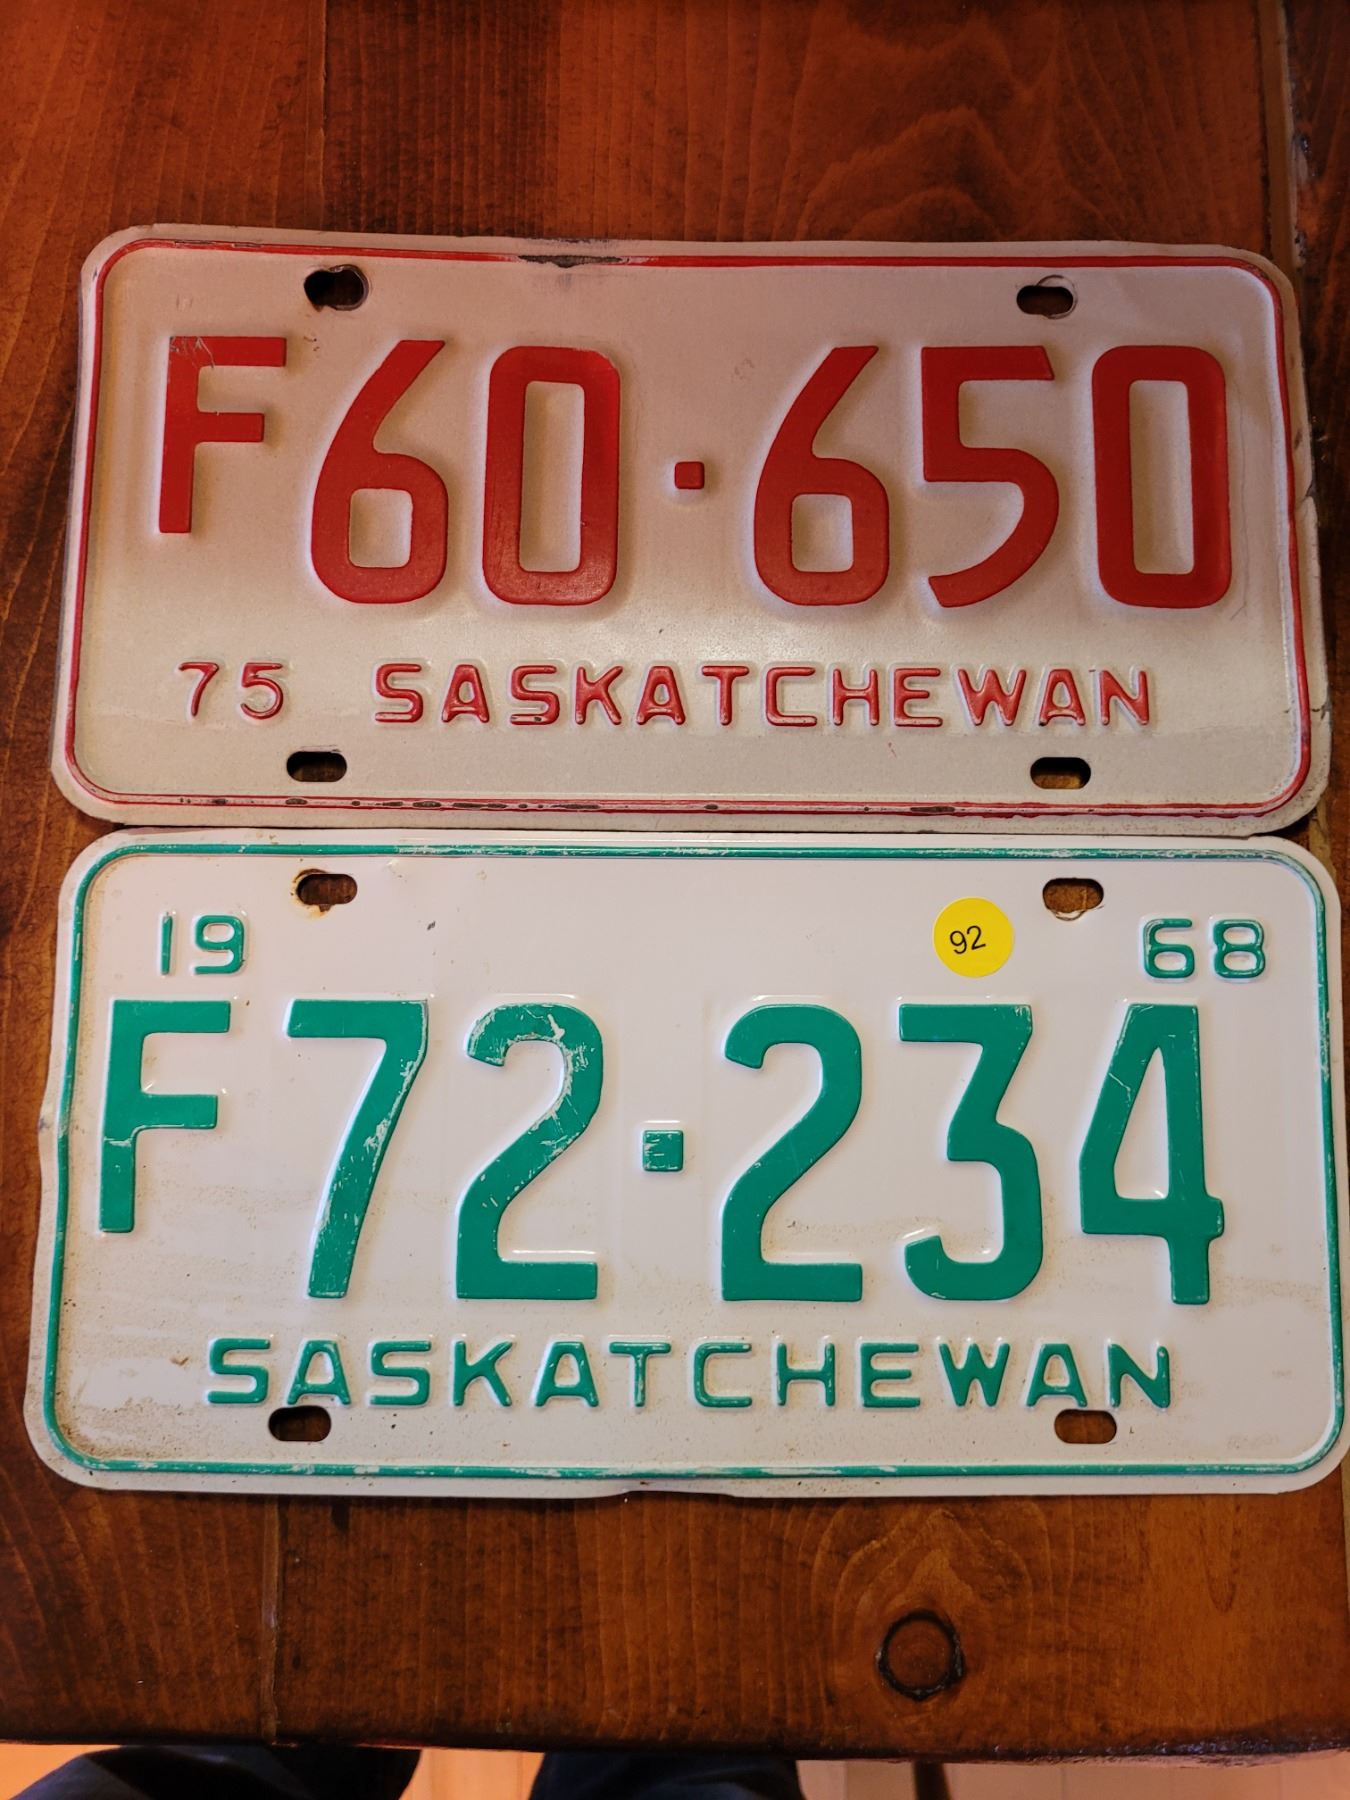 F60·650
75 SASKATCHEWAN
19 92 68
F72·234
SASKATCHEWAN